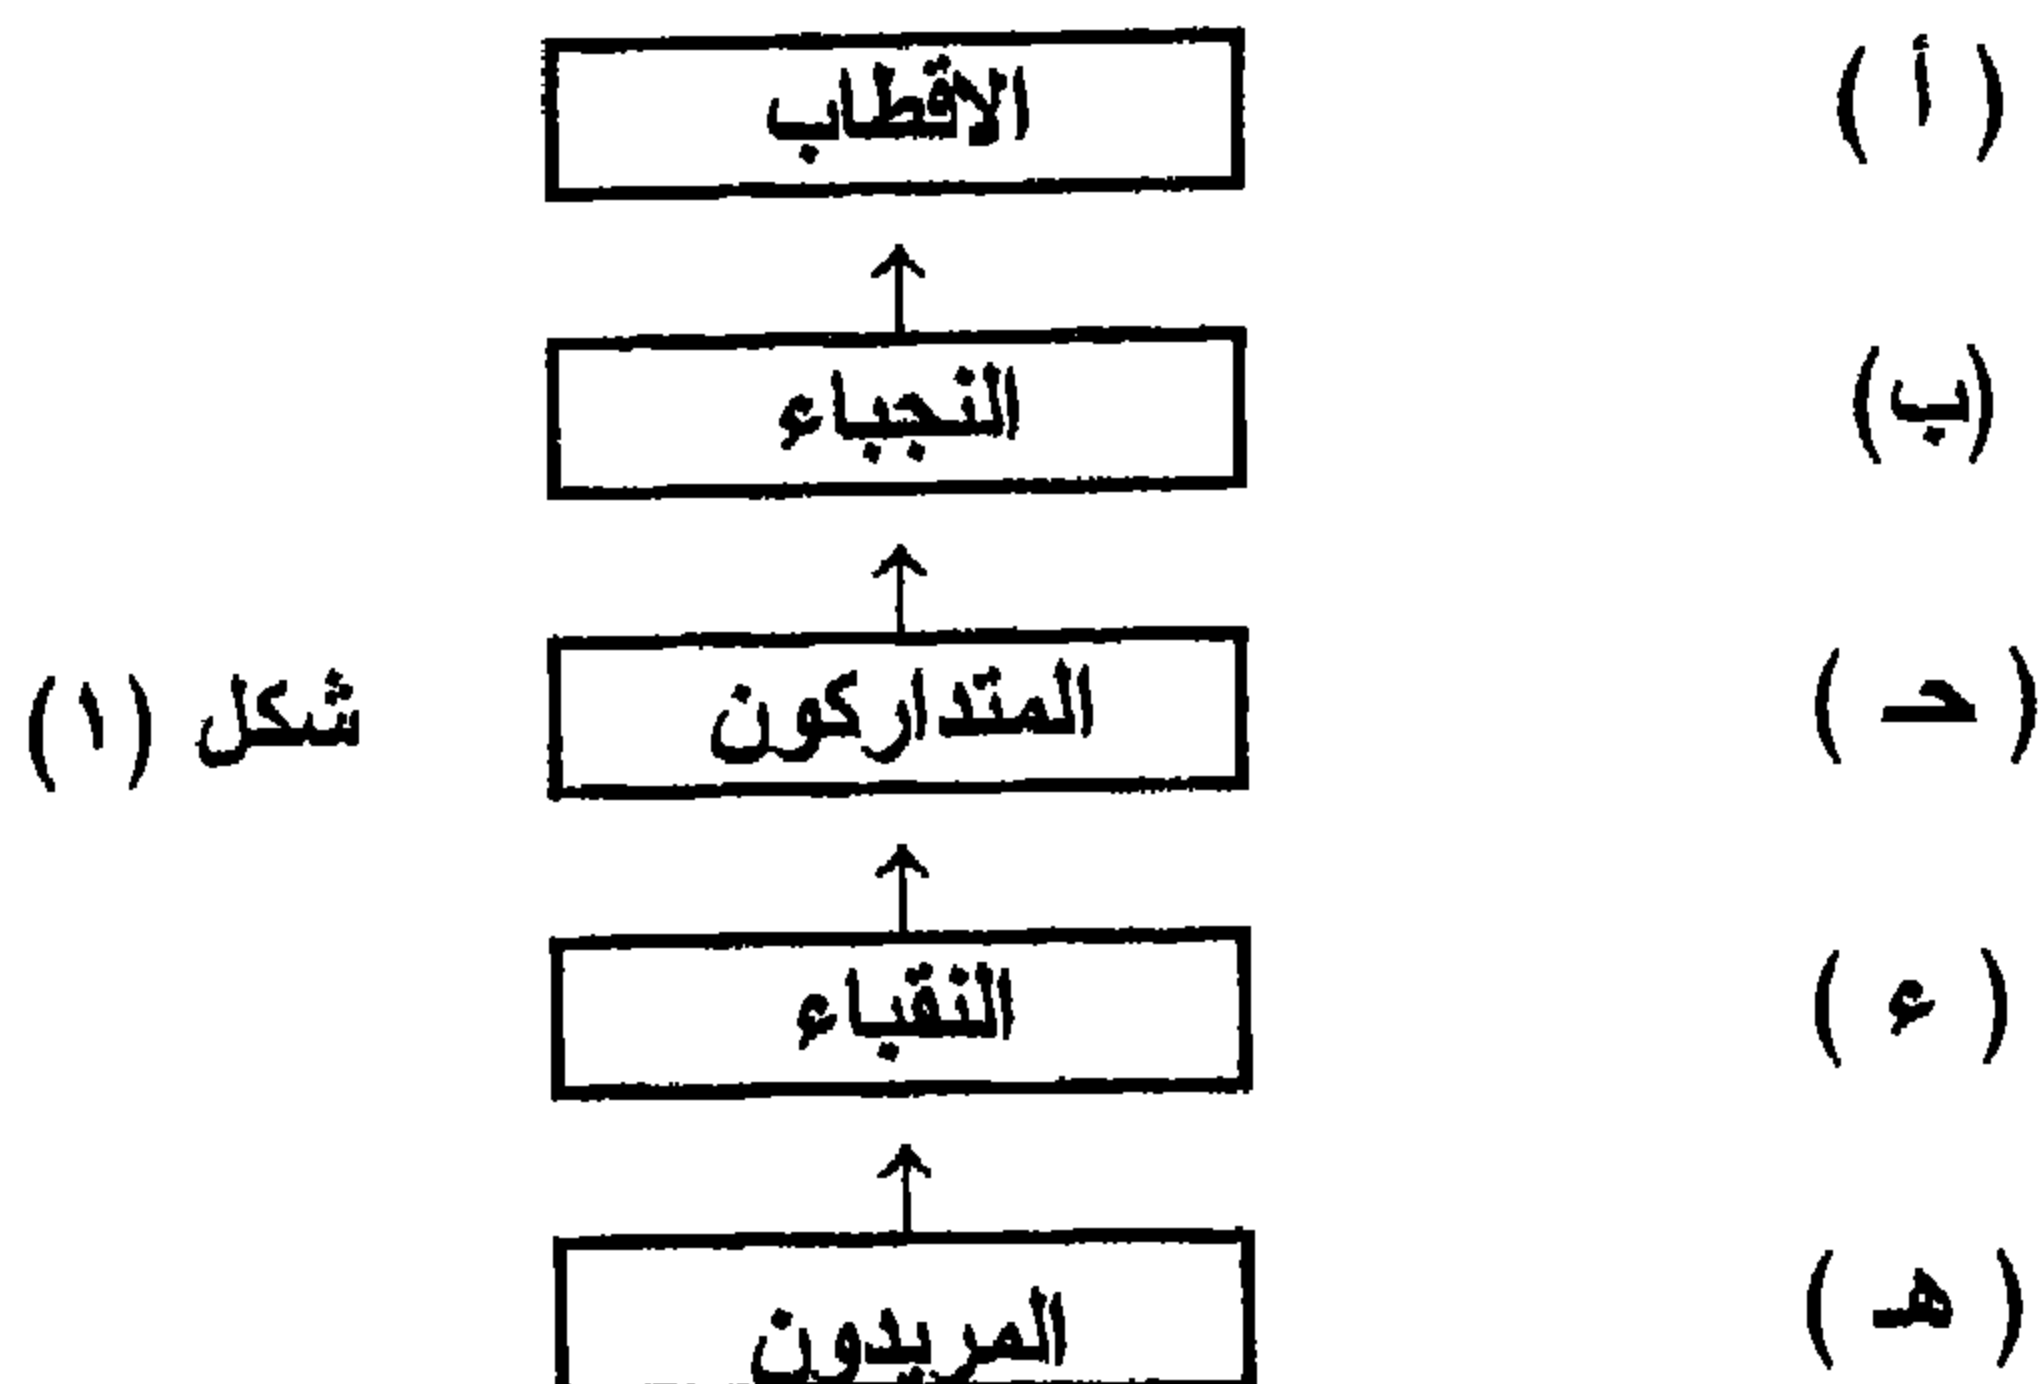 ( أ ) الاقطاب
(ب) النجباء
( حـ ) المتداركون شكل (١)
( ء ) النقباء
( هـ ) المريدون